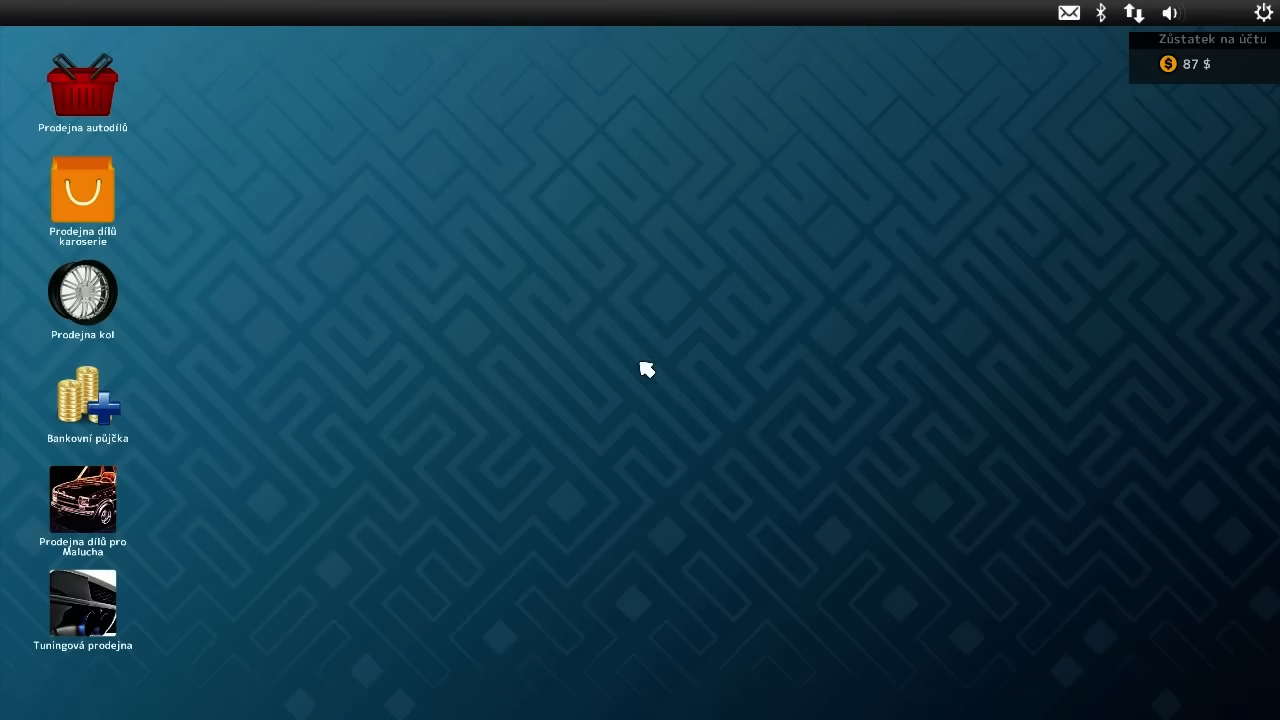 Zůstatek na účtu
87 $
Prodejna autodílů
Prodejna dílů
karoserie
Prodejna kol
Bankovní půjčka
Prodejna dílů pro
Malucha
Tuningová prodejna